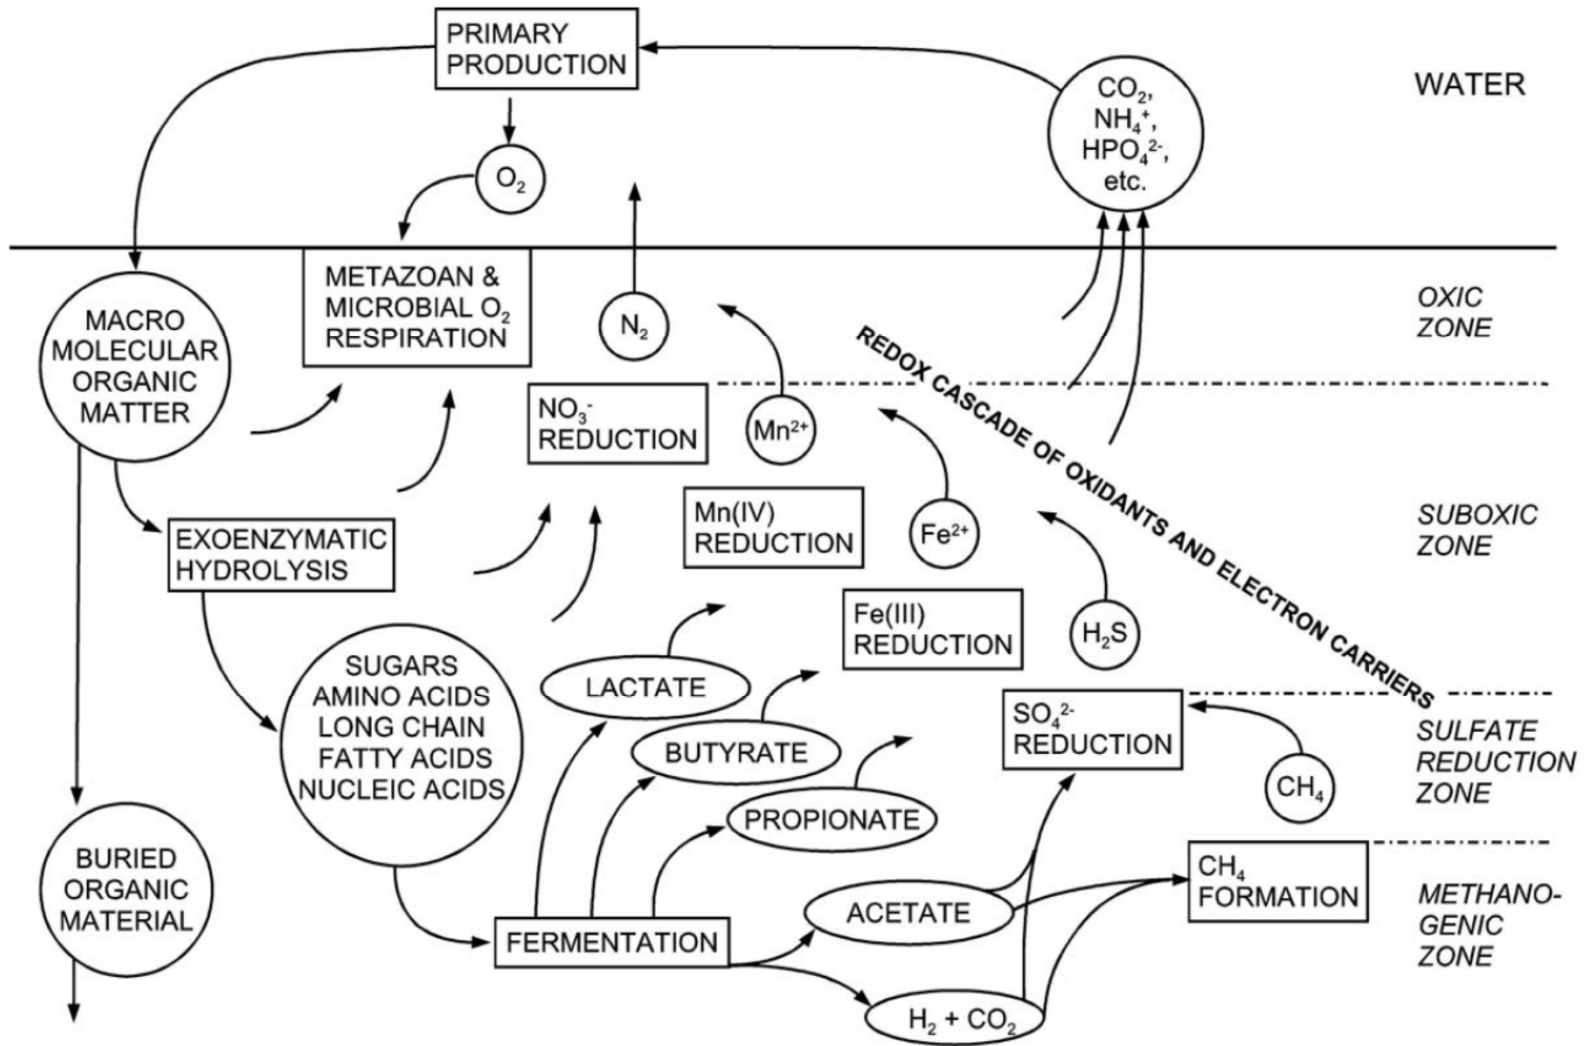 PRIMARY
PRODUCTION
WATER
CO₂,
NH₄⁺,
HPO₄²⁻,
etc.
O₂
METAZOAN &
MICROBIAL O₂
RESPIRATION
N₂
OXIC
ZONE
MACRO
MOLECULAR
ORGANIC
MATTER
REDOX CASCADE OF OXIDANTS AND ELECTRON CARRIERS
NO₃⁻
REDUCTION
Mn²⁺
EXOENZYMATIC
HYDROLYSIS
Mn(IV)
REDUCTION
Fe²⁺
SUBOXIC
ZONE
Fe(III)
REDUCTION
H₂S
SUGARS
AMINO ACIDS
LONG CHAIN
FATTY ACIDS
NUCLEIC ACIDS
LACTATE
BUTYRATE
PROPIONATE
SO₄²⁻
REDUCTION
SULFATE
REDUCTION
ZONE
CH₄
BURIED
ORGANIC
MATERIAL
FERMENTATION
ACETATE
H₂ + CO₂
CH₄
FORMATION
METHANO-
GENIC
ZONE